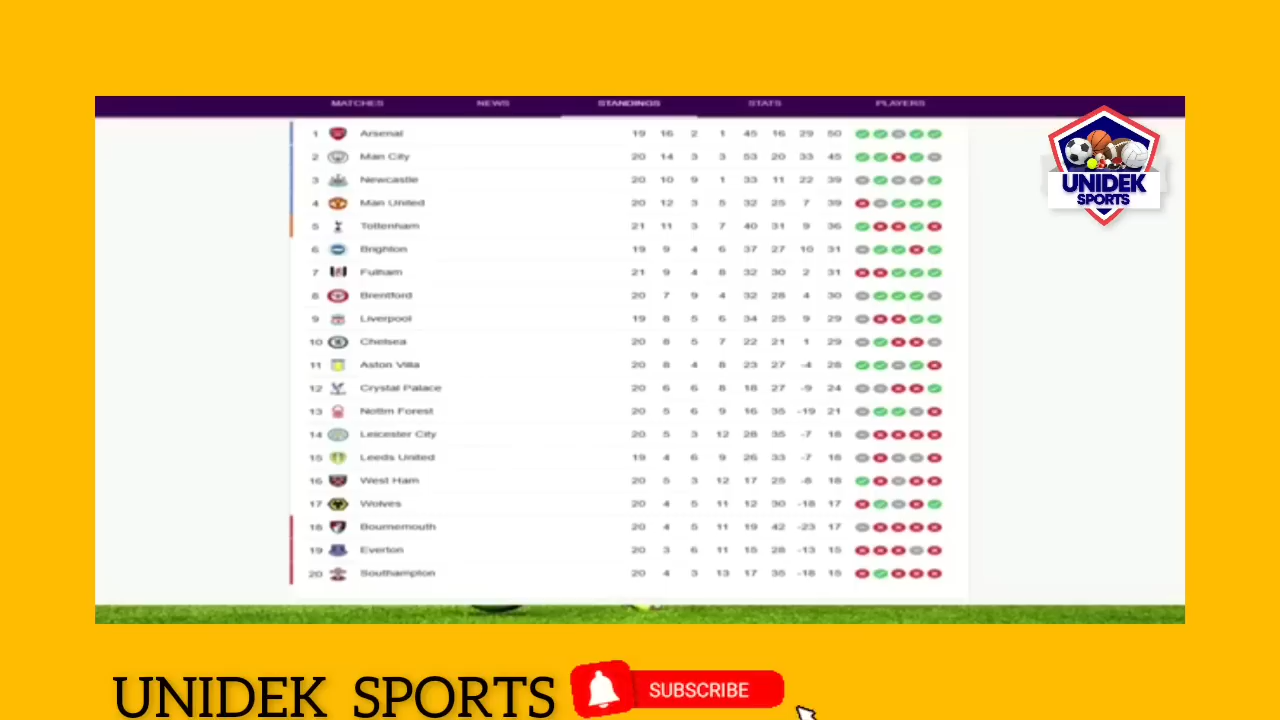 MATCHES NEWS STANDINGS STATS PLAYERS
1 Arsenal 19 16 2 1 45 16 29 50
2 Man City 20 14 3 3 53 20 33 45
3 Newcastle 20 10 9 1 33 11 22 39
4 Man United 20 12 3 5 32 25 7 39
5 Tottenham 21 11 3 7 40 31 9 36
6 Brighton 19 9 4 6 37 27 10 31
7 Fulham 21 9 4 8 32 30 2 31
8 Brentford 20 7 9 4 32 28 4 30
9 Liverpool 19 8 5 6 34 25 9 29
10 Chelsea 20 8 5 7 22 21 1 29
11 Aston Villa 20 8 4 8 23 27 -4 28
12 Crystal Palace 20 6 6 8 18 27 -9 24
13 Nottm Forest 20 5 6 9 16 35 -19 21
14 Leicester City 20 5 3 12 28 35 -7 18
15 Leeds United 19 4 6 9 26 33 -7 18
16 West Ham 20 5 3 12 17 25 -8 18
17 Wolves 20 4 5 11 12 30 -18 17
18 Bournemouth 20 4 5 11 19 42 -23 17
19 Everton 20 3 6 11 15 28 -13 15
20 Southampton 20 4 3 13 17 35 -18 15
UNIDEK
SPORTS
UNIDEK SPORTS SUBSCRIBE